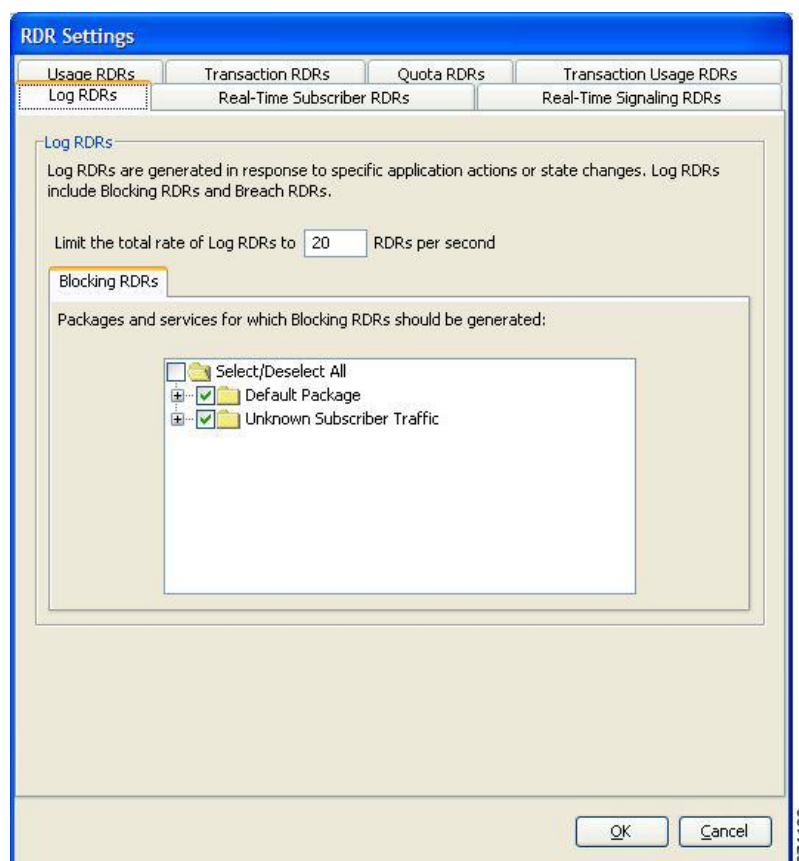 RDR Settings
Usage RDRs
Transaction RDRs
Quota RDRs
Transaction Usage RDRs
Log RDRs
Real-Time Subscriber RDRs
Real-Time Signaling RDRs
Log RDRs
Log RDRs are generated in response to specific application actions or state changes. Log RDRs
include Blocking RDRs and Breach RDRs.
Limit the total rate of Log RDRs to 20 RDRs per second
Blocking RDRs
Packages and services for which Blocking RDRs should be generated:
Select/Deselect All
Default Package
Unknown Subscriber Traffic
OK
Cancel